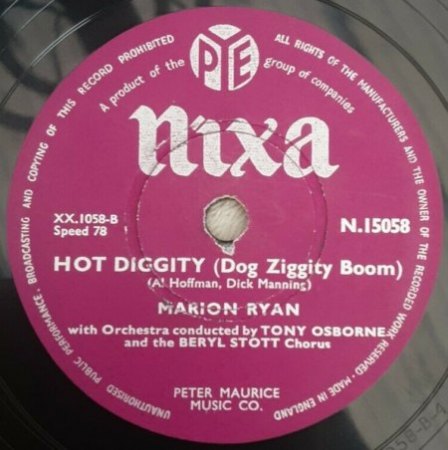 UNAUTHORISED PUBLIC PERFORMANCE BROADCASTING AND COPYING OF THIS RECORD PROHIBITED
ALL RIGHTS OF THE MANUFACTURERS AND THE OWNER OF THE RECORDED WORK RESERVED · MADE IN ENGLAND
PYE
A product of the group of companies
nixa
XX.1058-B
Speed 78
N.15058
HOT DIGGITY (Dog Ziggity Boom)
(Al Hoffman, Dick Manning)
MARION RYAN
with Orchestra conducted by TONY OSBORNE
and the BERYL STOTT Chorus
PETER MAURICE
MUSIC CO.